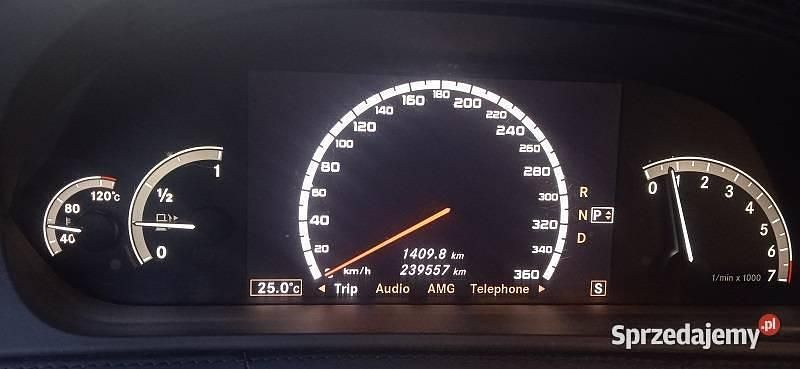 120°c
80
40
1
½
0
0 20 40 60 80 100 120 140 160 180 200 220 240 260 280 300 320 340 360
km/h
1409.8 km
239557 km
25.0°c
◄ Trip Audio AMG Telephone ►
R
N P
D
S
0 1 2 3 4 5 6 7
1/min x 1000
Sprzedajemy.pl